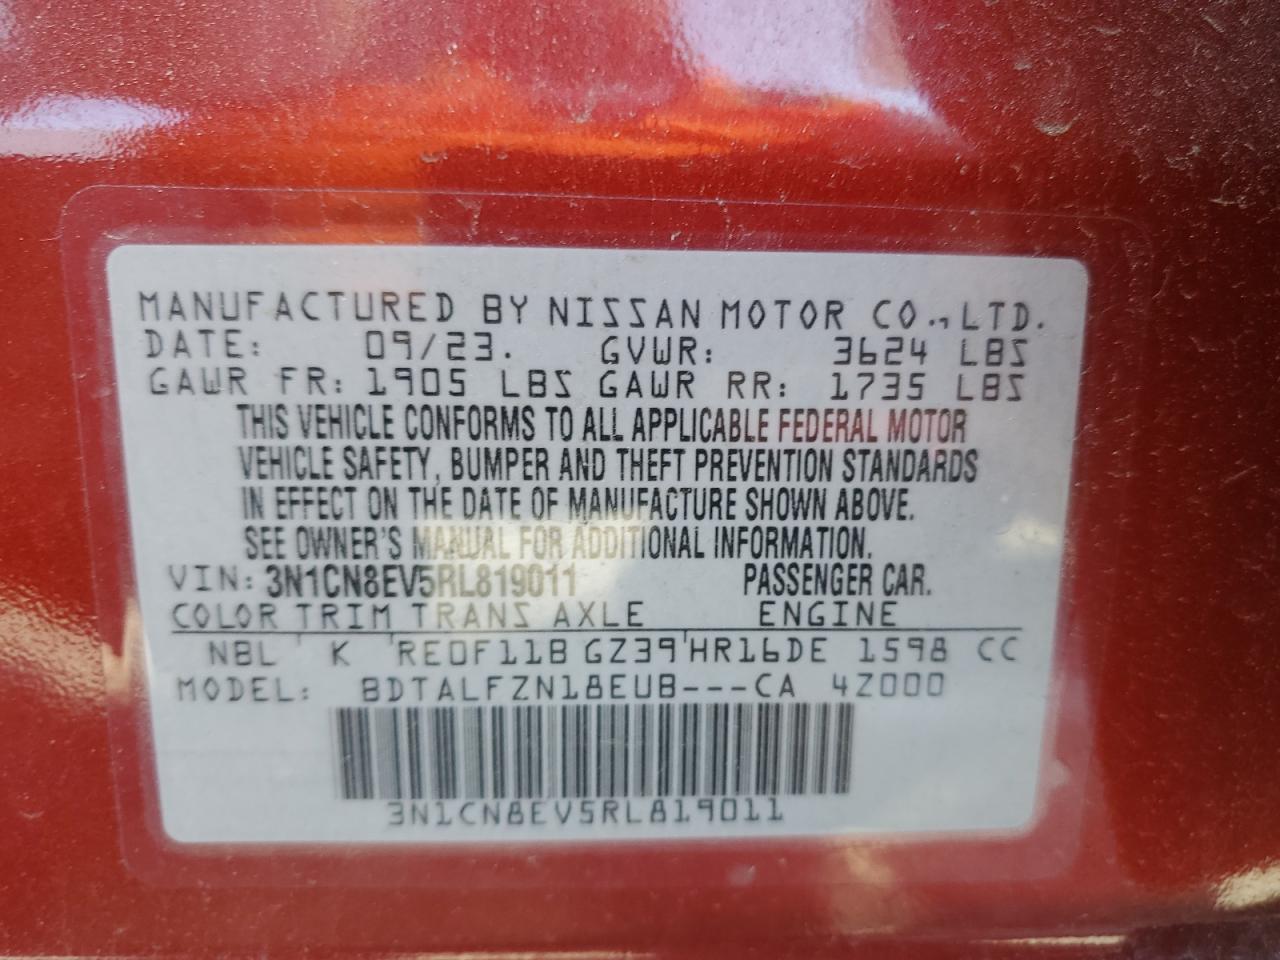 MANUFACTURED BY NISSAN MOTOR CO., LTD.
DATE: 09/23. GVWR: 3624 LBS
GAWR FR: 1905 LBS GAWR RR: 1735 LBS
THIS VEHICLE CONFORMS TO ALL APPLICABLE FEDERAL MOTOR
VEHICLE SAFETY, BUMPER AND THEFT PREVENTION STANDARDS
IN EFFECT ON THE DATE OF MANUFACTURE SHOWN ABOVE.
SEE OWNER'S MANUAL FOR ADDITIONAL INFORMATION.
VIN: 3N1CN8EV5RL819011 PASSENGER CAR.
COLOR TRIM TRANS AXLE ENGINE
NBL ' K 'RE0F11B GZ39'HR16DE 1598 CC
MODEL: BDTALFZN18EUB---CA 4Z000
3N1CN8EV5RL819011